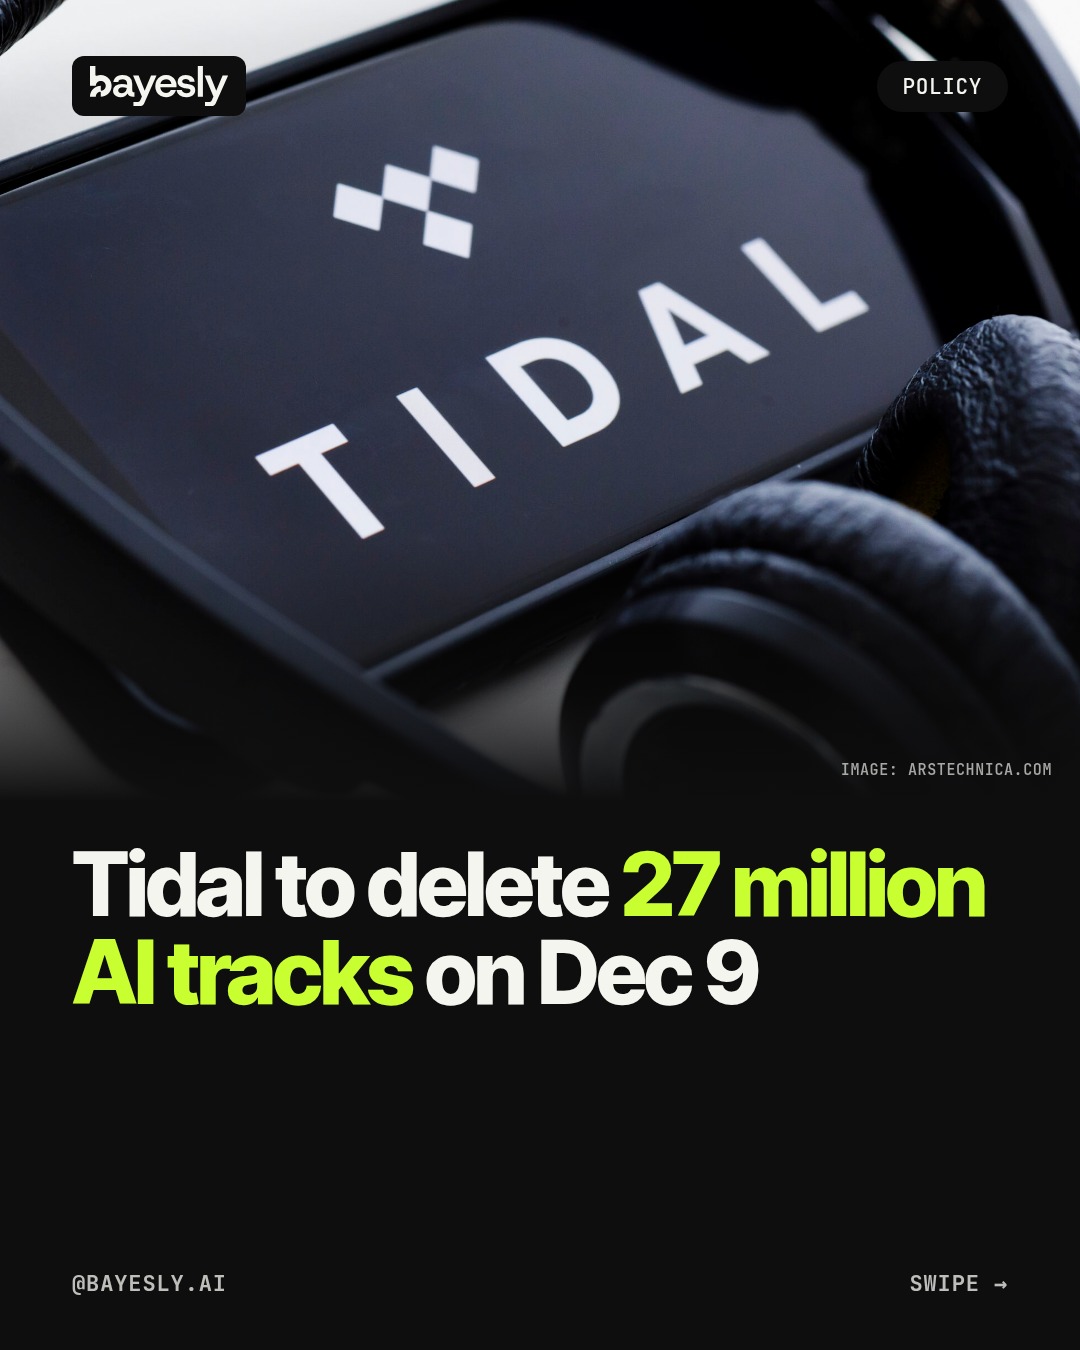 bayesly
POLICY
TIDAL
IMAGE: ARSTECHNICA.COM
Tidal to delete 27 million
AI tracks on Dec 9
@BAYESLY.AI
SWIPE →